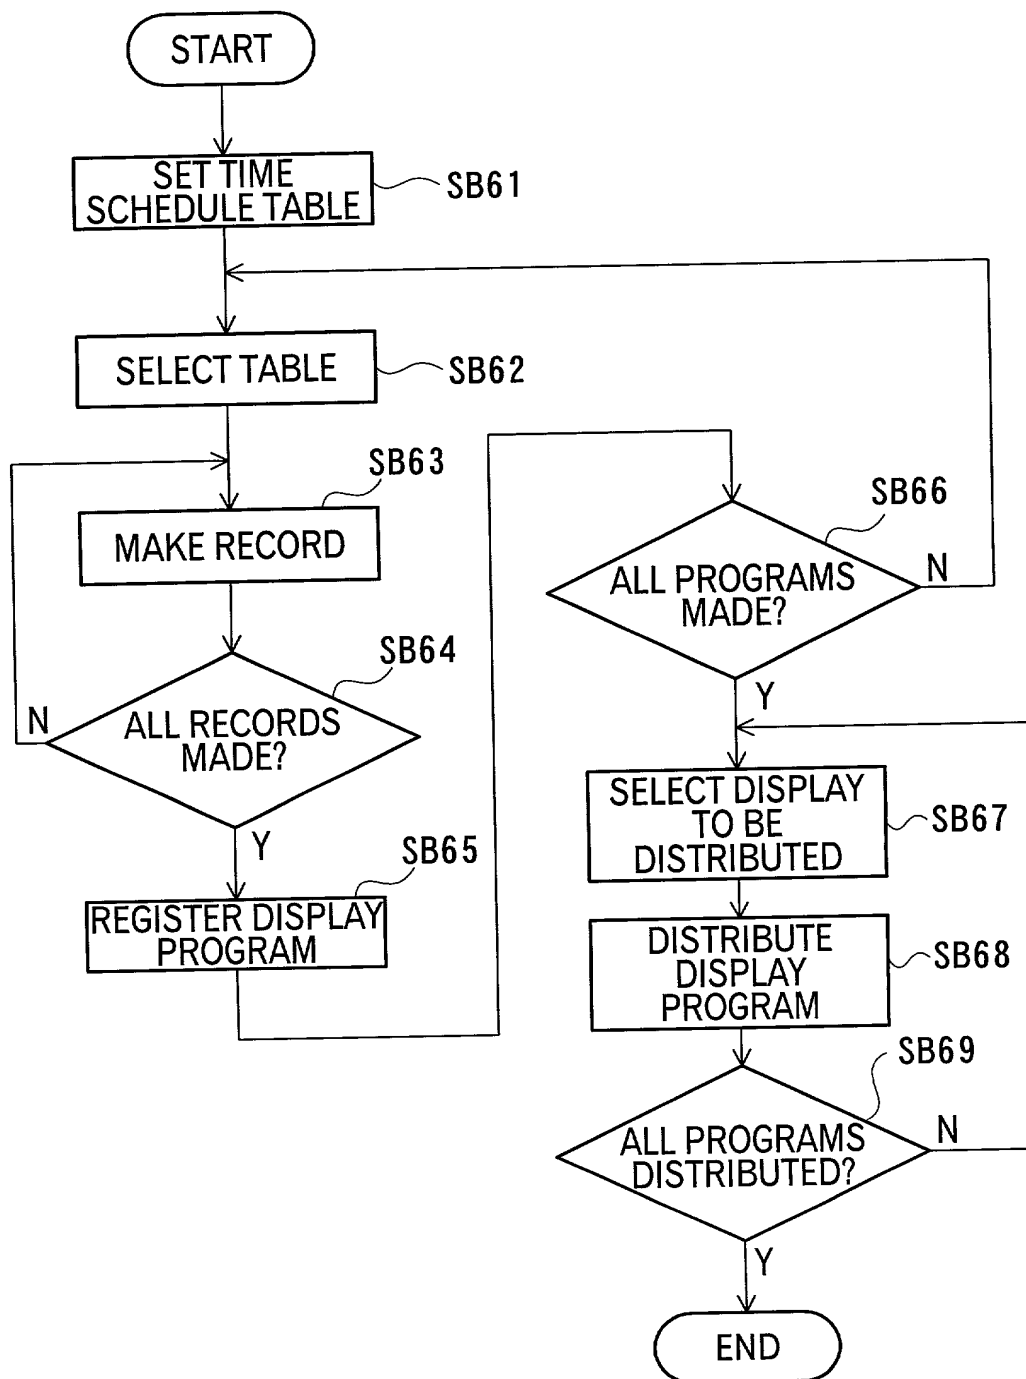 START
SET TIME
SCHEDULE TABLE
SB61
SELECT TABLE
SB62
SB63
MAKE RECORD
SB64
N
ALL RECORDS
MADE?
Y
SB65
REGISTER DISPLAY
PROGRAM
SB66
ALL PROGRAMS
MADE?
N
Y
SELECT DISPLAY
TO BE
DISTRIBUTED
SB67
DISTRIBUTE
DISPLAY
PROGRAM
SB68
SB69
ALL PROGRAMS
DISTRIBUTED?
N
Y
END